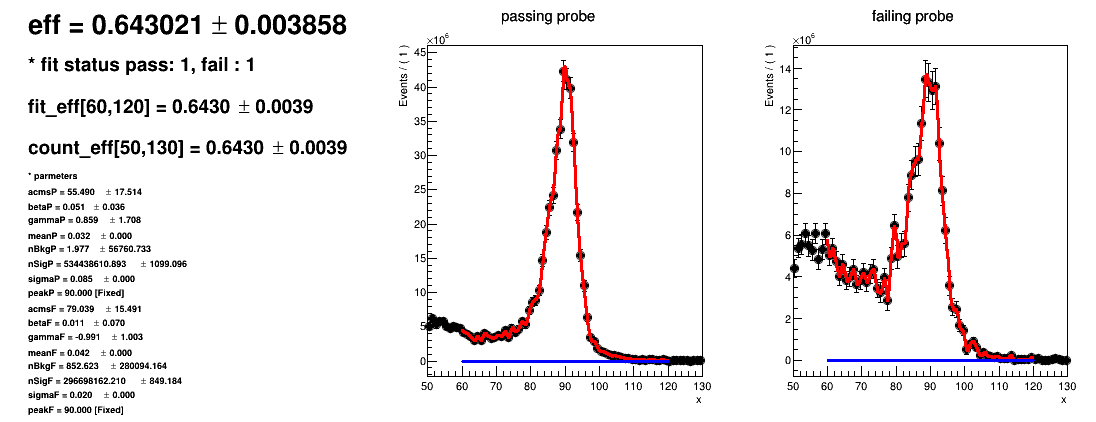 eff = 0.643021 ± 0.003858
* fit status pass: 1, fail : 1
fit_eff[60,120] = 0.6430 ± 0.0039
count_eff[50,130] = 0.6430 ± 0.0039
* parmeters
acmsP = 55.490 ± 17.514
betaP = 0.051 ± 0.036
gammaP = 0.859 ± 1.708
meanP = 0.032 ± 0.000
nBkgP = 1.977 ± 56760.733
nSigP = 534438610.893 ± 1099.096
sigmaP = 0.085 ± 0.000
peakP = 90.000 [Fixed]
acmsF = 79.039 ± 15.491
betaF = 0.011 ± 0.070
gammaF = -0.991 ± 1.003
meanF = 0.042 ± 0.000
nBkgF = 852.623 ± 280094.164
nSigF = 296698162.210 ± 849.184
sigmaF = 0.020 ± 0.000
peakF = 90.000 [Fixed]
passing probe
×10⁶
Events / ( 1 )
45
40
35
30
25
20
15
10
5
0
50 60 70 80 90 100 110 120 130
x
failing probe
×10⁶
Events / ( 1 )
14
12
10
8
6
4
2
0
50 60 70 80 90 100 110 120 130
x